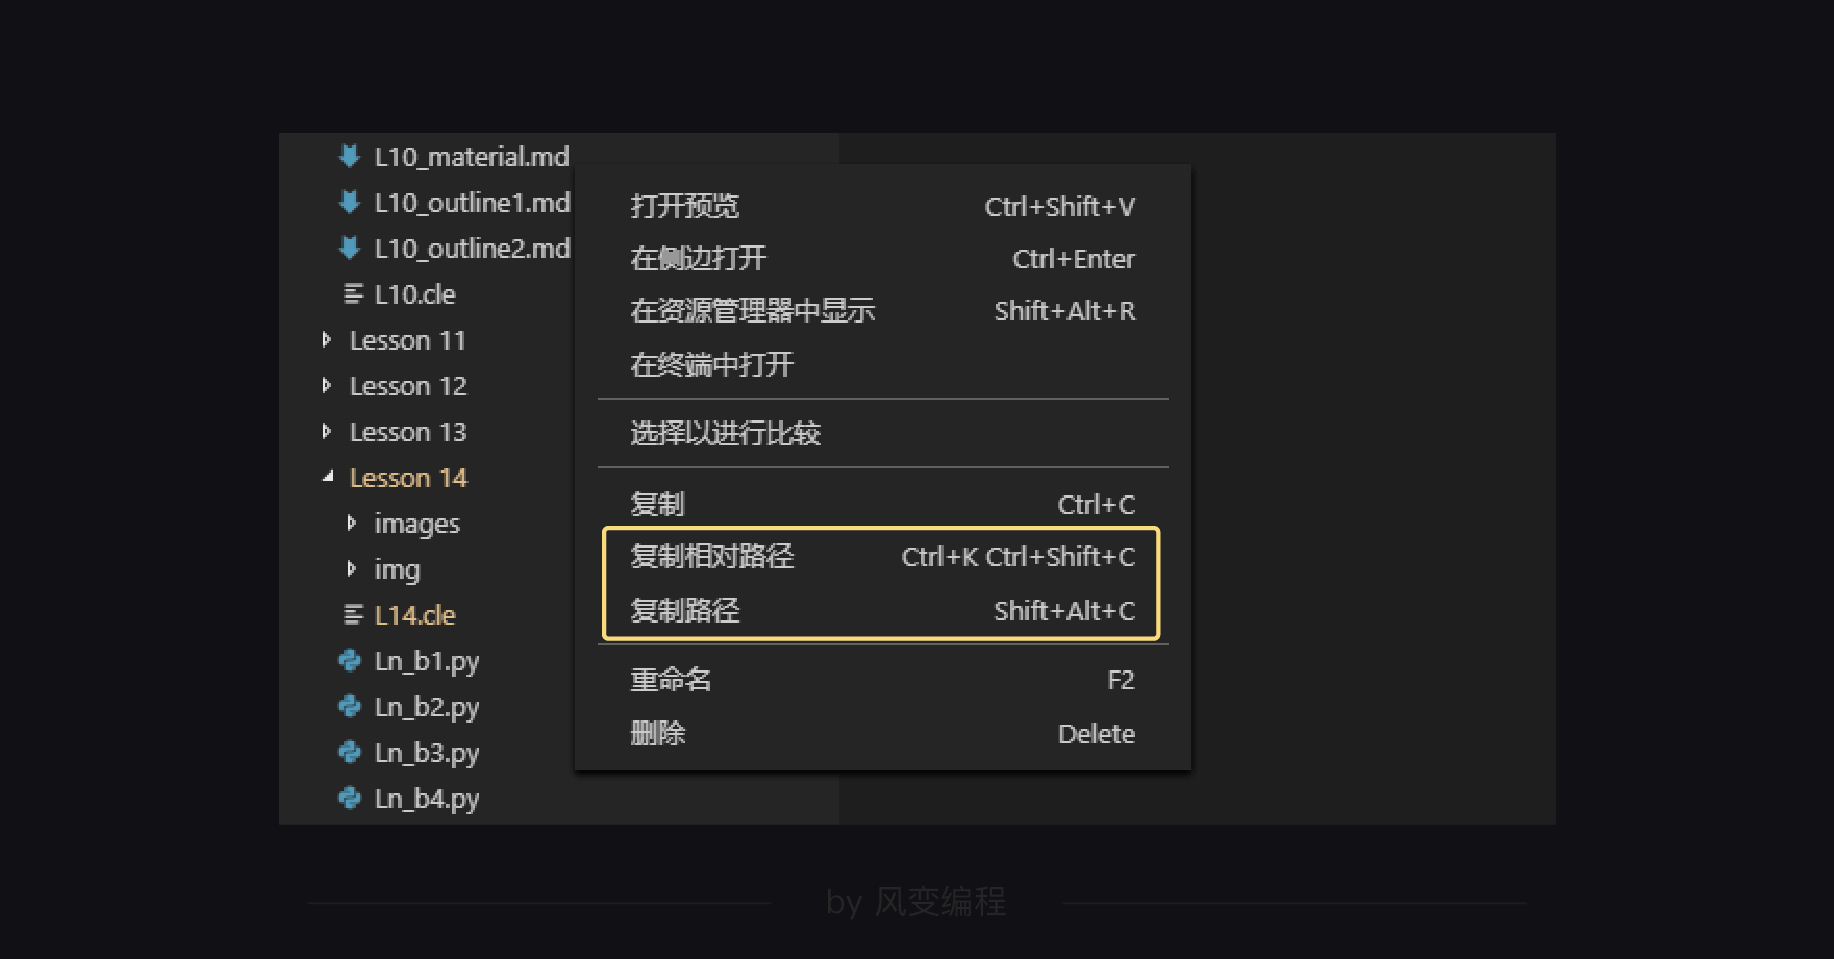 L10_material.md
L10_outline1.md
L10_outline2.md
L10.cle
Lesson 11
Lesson 12
Lesson 13
Lesson 14
images
img
L14.cle
Ln_b1.py
Ln_b2.py
Ln_b3.py
Ln_b4.py
打开预览 Ctrl+Shift+V
在侧边打开 Ctrl+Enter
在资源管理器中显示 Shift+Alt+R
在终端中打开
选择以进行比较
复制 Ctrl+C
复制相对路径 Ctrl+K Ctrl+Shift+C
复制路径 Shift+Alt+C
重命名 F2
删除 Delete
by 风变编程